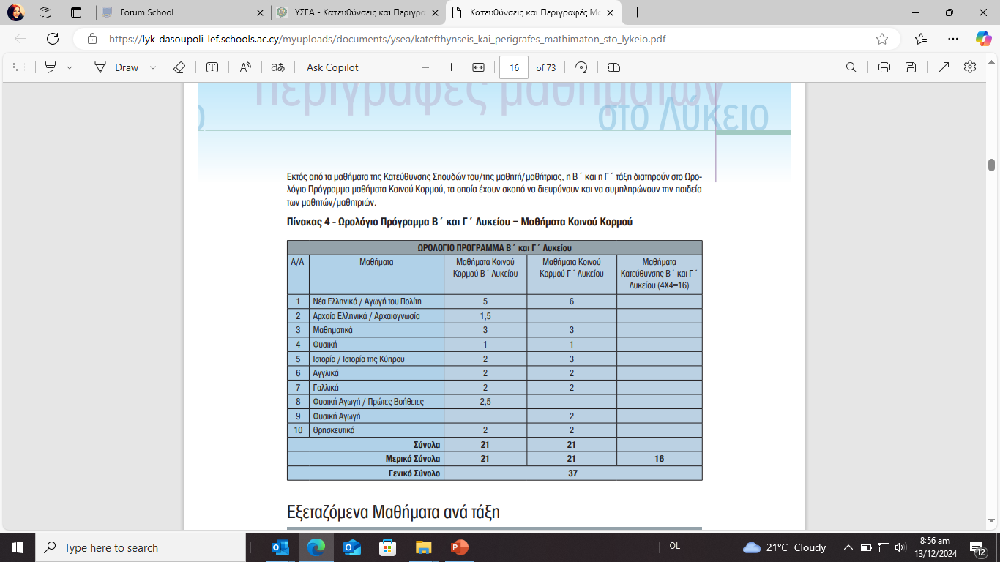 Forum School
ΥΣΕΑ - Κατευθύνσεις και Περιγρα
Κατευθύνσεις και Περιγραφές Μα
https://lyk-dasoupoli-lef.schools.ac.cy/myuploads/documents/ysea/katefthynseis_kai_perigrafes_mathimaton_sto_lykeio.pdf
Draw
Ask Copilot
16 of 73
περιγραφές μαθημάτων
στο Λύκειο
Εκτός από τα μαθήματα της Κατεύθυνσης Σπουδών του/της μαθητή/μαθήτριας, η Β΄ και η Γ΄ τάξη διατηρούν στο Ωρο-
λόγιο Πρόγραμμα μαθήματα Κοινού Κορμού, τα οποία έχουν σκοπό να διευρύνουν και να συμπληρώνουν την παιδεία
των μαθητών/μαθητριών.
Πίνακας 4 - Ωρολόγιο Πρόγραμμα Β΄ και Γ΄ Λυκείου – Μαθήματα Κοινού Κορμού
ΩΡΟΛΟΓΙΟ ΠΡΟΓΡΑΜΜΑ Β΄ και Γ΄ Λυκείου
Α/Α Μαθήματα Μαθήματα Κοινού Μαθήματα Κοινού Μαθήματα
Κορμού Β΄ Λυκείου Κορμού Γ΄ Λυκείου Κατεύθυνσης Β΄ και Γ΄
Λυκείου (4Χ4=16)
1 Νέα Ελληνικά / Αγωγή του Πολίτη 5 6
2 Αρχαία Ελληνικά / Αρχαιογνωσία 1,5
3 Μαθηματικά 3 3
4 Φυσική 1 1
5 Ιστορία / Ιστορία της Κύπρου 2 3
6 Αγγλικά 2 2
7 Γαλλικά 2 2
8 Φυσική Αγωγή / Πρώτες Βοήθειες 2,5
9 Φυσική Αγωγή 2
10 Θρησκευτικά 2 2
Σύνολα 21 21
Μερικά Σύνολα 21 21 16
Γενικό Σύνολο 37
Εξεταζόμενα Μαθήματα ανά τάξη
Type here to search
OL
21°C Cloudy
8:56 am
13/12/2024
12